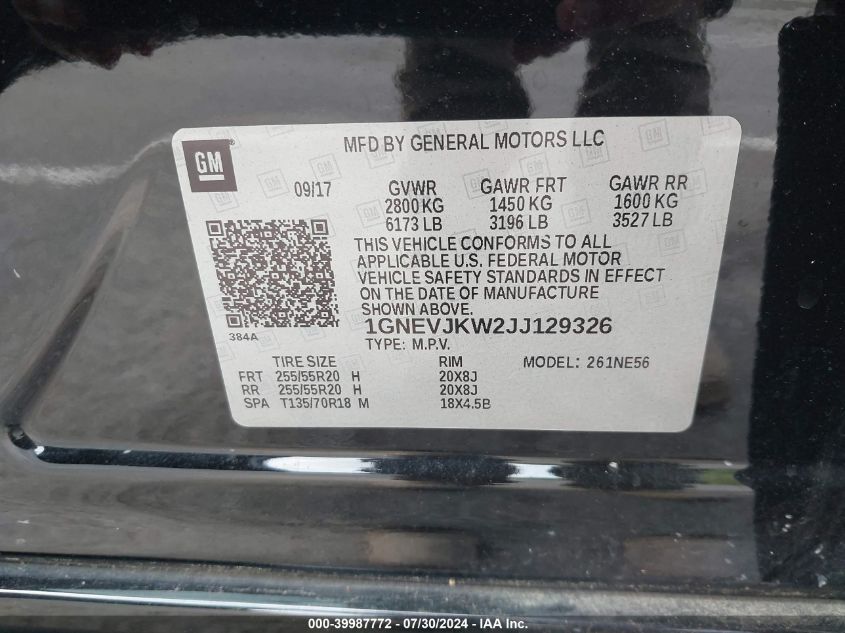 GM
MFD BY GENERAL MOTORS LLC
09/17 GVWR GAWR FRT GAWR RR
2800 KG 1450 KG 1600 KG
6173 LB 3196 LB 3527 LB
THIS VEHICLE CONFORMS TO ALL
APPLICABLE U.S. FEDERAL MOTOR
VEHICLE SAFETY STANDARDS IN EFFECT
ON THE DATE OF MANUFACTURE
SHOWN ABOVE.
384A
1GNEVJKW2JJ129326
TYPE: M.P.V.
TIRE SIZE RIM MODEL: 261NE56
FRT 255/55R20 H 20X8J
RR 255/55R20 H 20X8J
SPA T135/70R18 M 18X4.5B
000-39987772 - 07/30/2024 - IAA Inc.